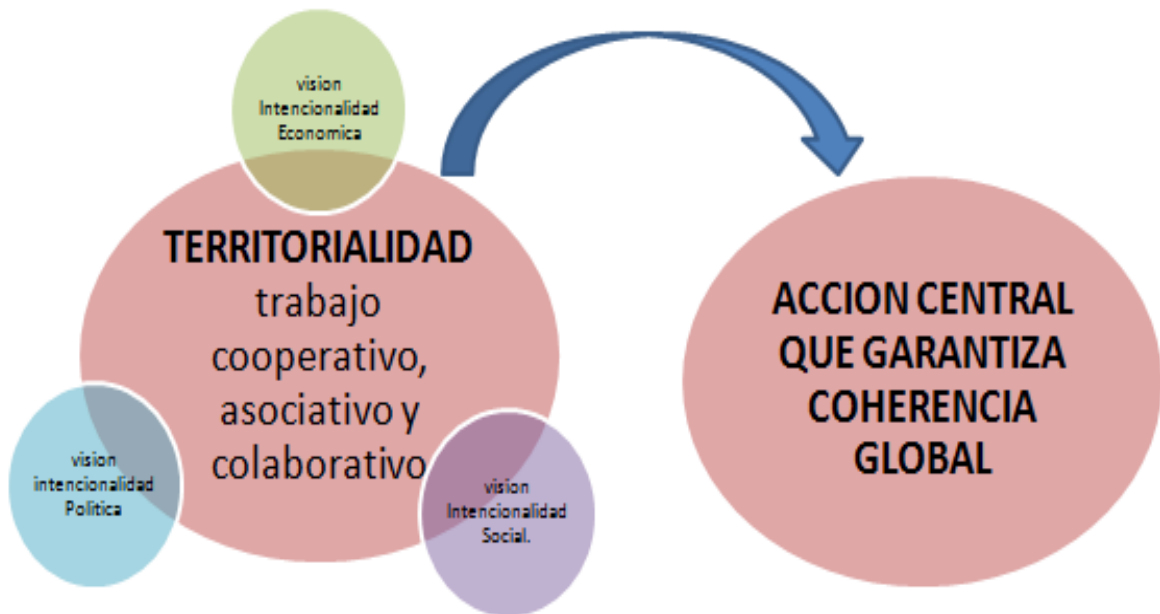 vision
Intencionalidad
Economica
TERRITORIALIDAD
trabajo
cooperativo,
asociativo y
colaborativo
vision
intencionalidad
Politica
vision
Intencionalidad
Social.
ACCION CENTRAL
QUE GARANTIZA
COHERENCIA
GLOBAL